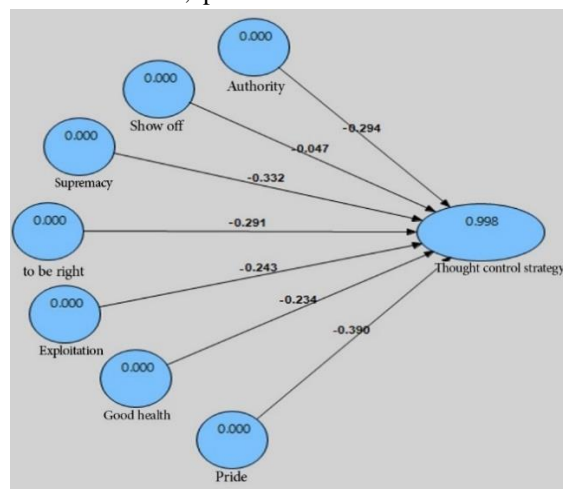 0.000
Authority
-0.294
0.000
Show off
-0.047
0.000
Supremacy
-0.332
0.000
to be right
-0.291
0.998
Thought control strategy
0.000
Exploitation
-0.243
0.000
Good health
-0.234
0.000
Pride
-0.390